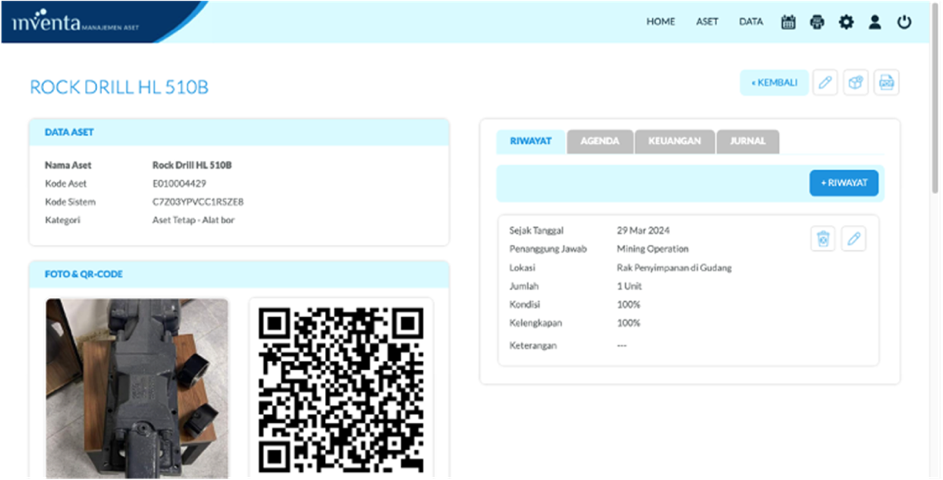 inventa MANAJEMEN ASET
HOME ASET DATA
ROCK DRILL HL 510B
« KEMBALI
DATA ASET
Nama Aset Rock Drill HL 510B
Kode Aset E010004429
Kode Sistem C7Z03YPVCC1RSZE8
Kategori Aset Tetap - Alat bor
FOTO & QR-CODE
RIWAYAT AGENDA KEUANGAN JURNAL
+ RIWAYAT
Sejak Tanggal 29 Mar 2024
Penanggung Jawab Mining Operation
Lokasi Rak Penyimpanan di Gudang
Jumlah 1 Unit
Kondisi 100%
Kelengkapan 100%
Keterangan ---